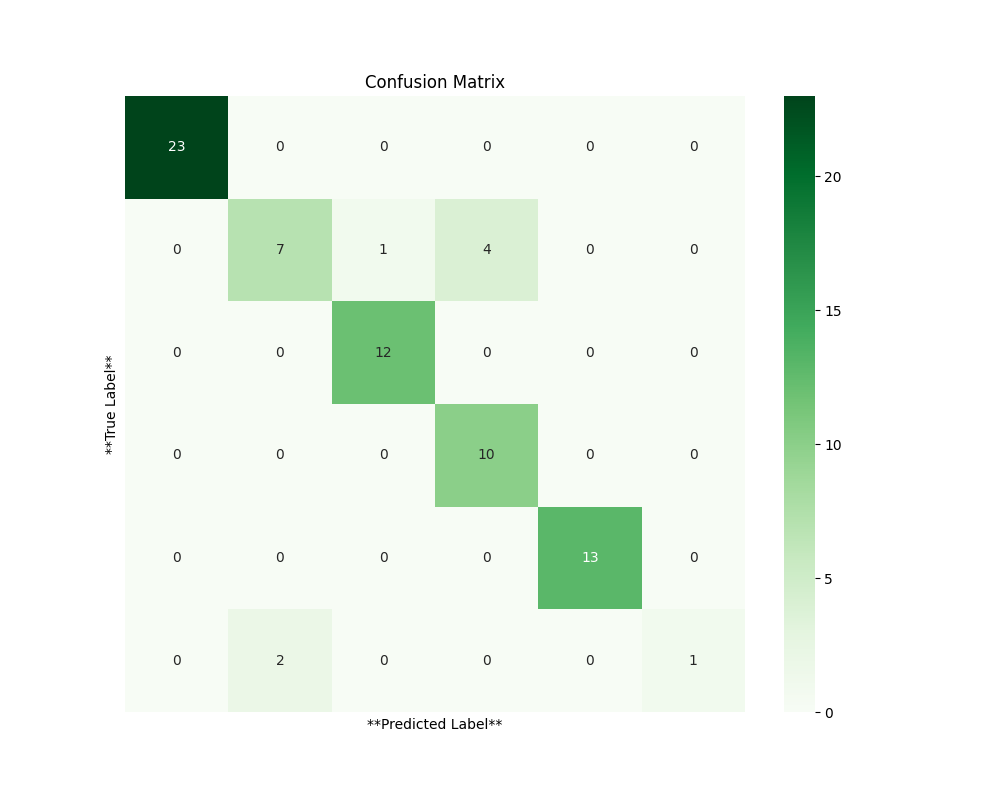 Confusion Matrix
23 0 0 0 0 0
0 7 1 4 0 0
0 0 12 0 0 0
0 0 0 10 0 0
0 0 0 0 13 0
0 2 0 0 0 1
**True Label**
**Predicted Label**
20
15
10
5
0